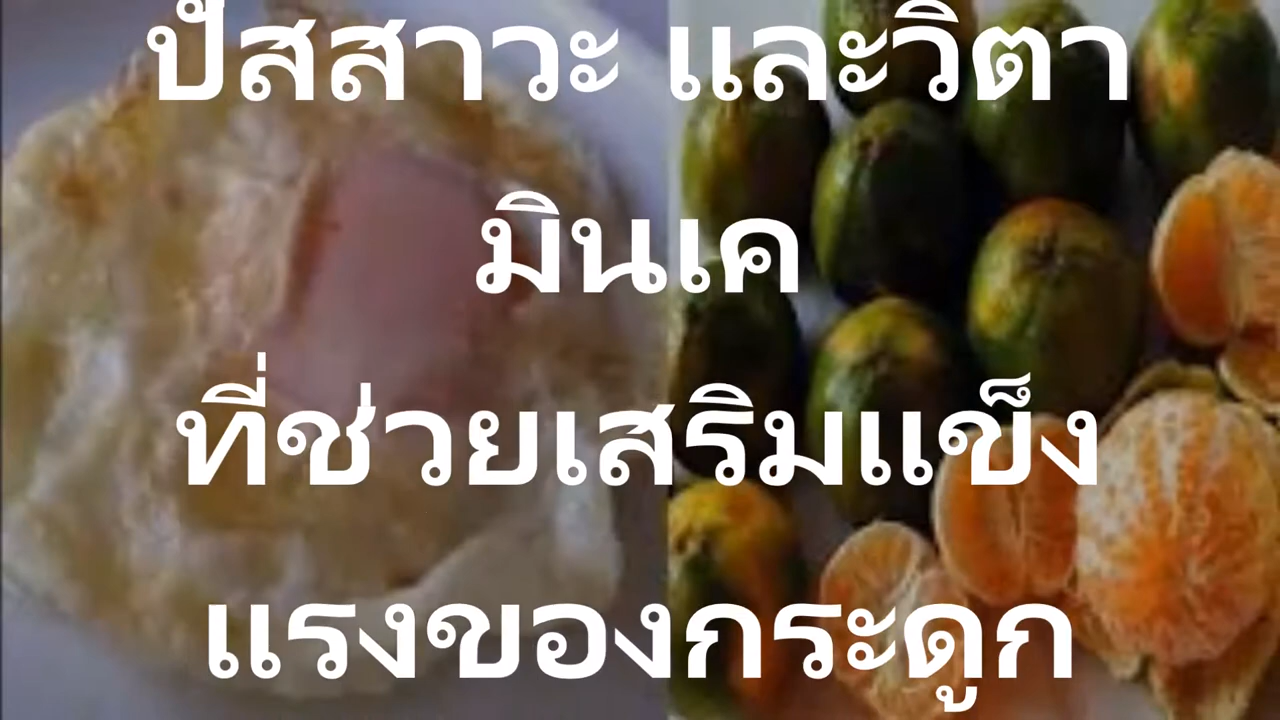 ปัสสาวะ และวิตา
มินเค
ที่ช่วยเสริมแข็ง
แรงของกระดูก